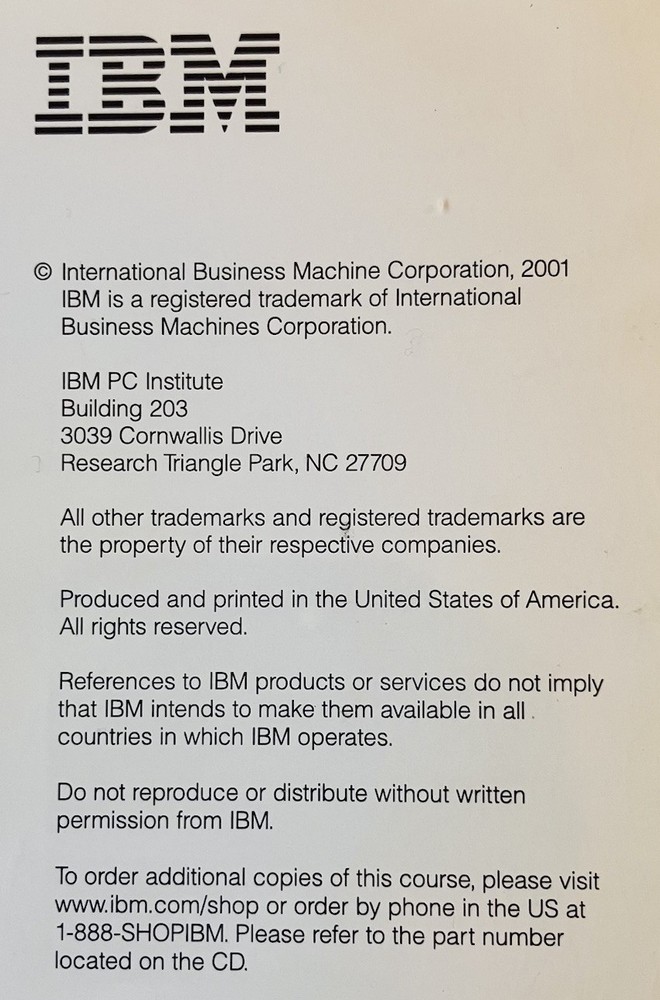 IBM
© International Business Machine Corporation, 2001
IBM is a registered trademark of International
Business Machines Corporation.
IBM PC Institute
Building 203
3039 Cornwallis Drive
Research Triangle Park, NC 27709
All other trademarks and registered trademarks are
the property of their respective companies.
Produced and printed in the United States of America.
All rights reserved.
References to IBM products or services do not imply
that IBM intends to make them available in all
countries in which IBM operates.
Do not reproduce or distribute without written
permission from IBM.
To order additional copies of this course, please visit
www.ibm.com/shop or order by phone in the US at
1-888-SHOPIBM. Please refer to the part number
located on the CD.